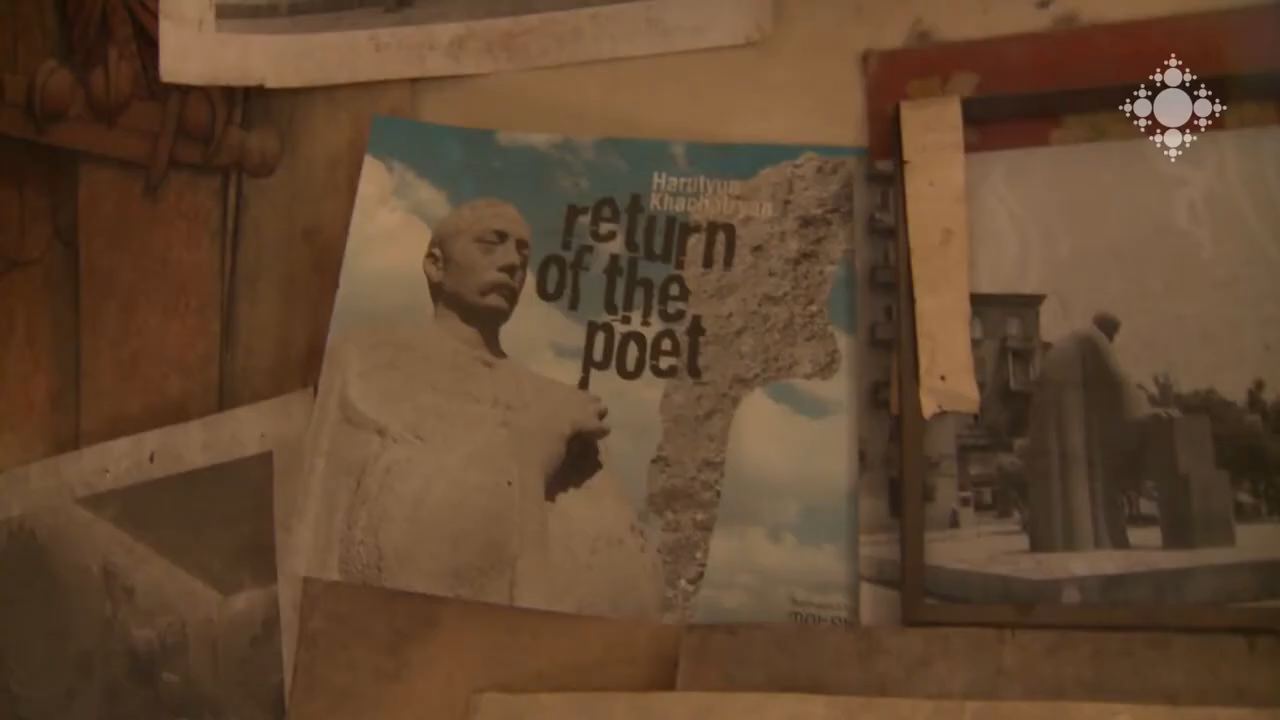 Harutyun
Khachatryan
return
of the
poet